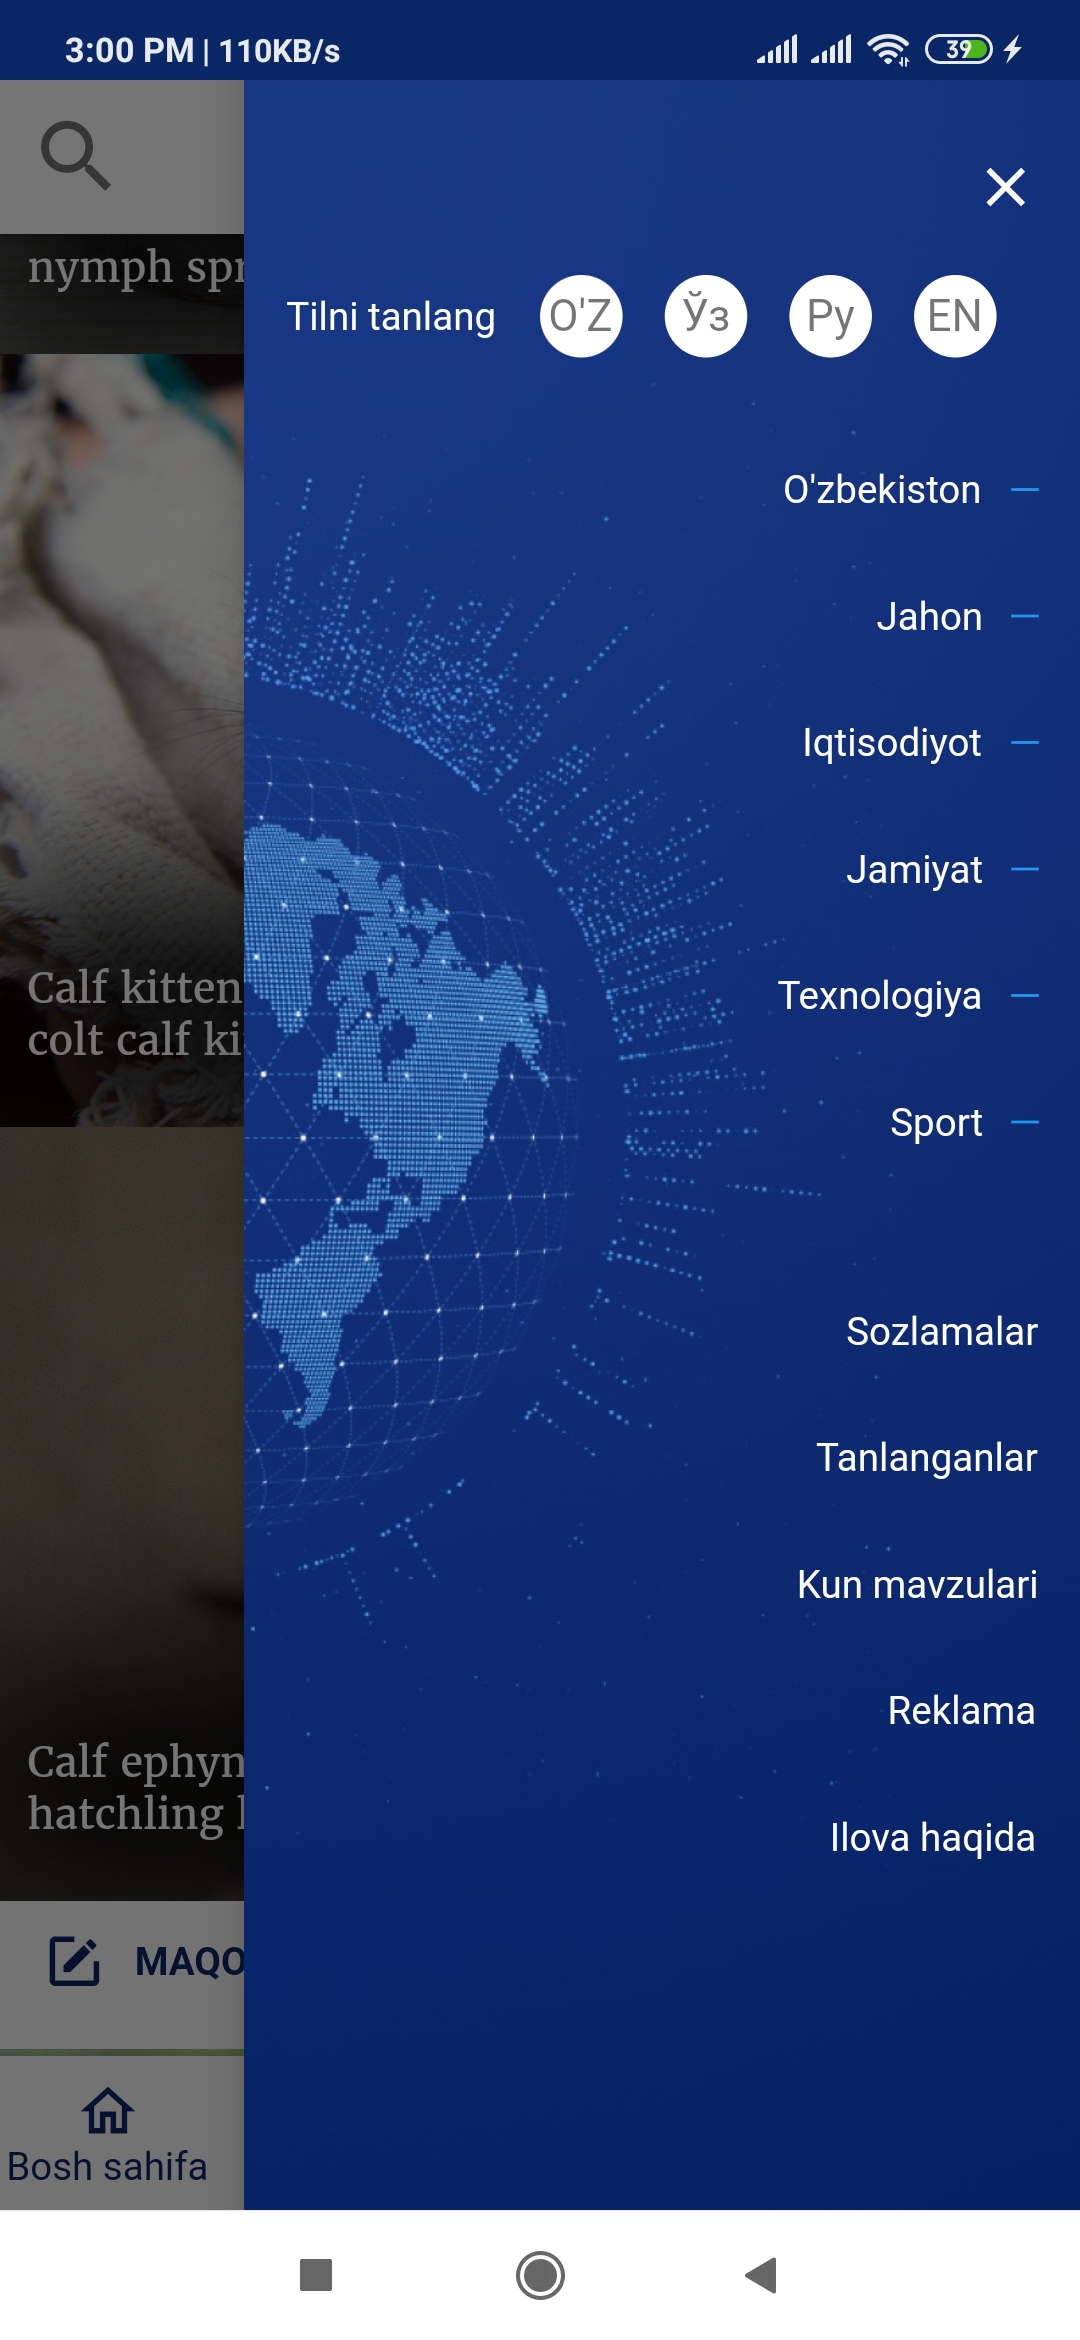 3:00 PM | 110KB/s
39
nymph spr
Tilni tanlang O'Z Ўз Ру EN
O'zbekiston
Jahon
Iqtisodiyot
Jamiyat
Calf kitten
colt calf ki
Texnologiya
Sport
Sozlamalar
Tanlanganlar
Kun mavzulari
Reklama
Calf ephyn
hatchling
Ilova haqida
MAQO
Bosh sahifa